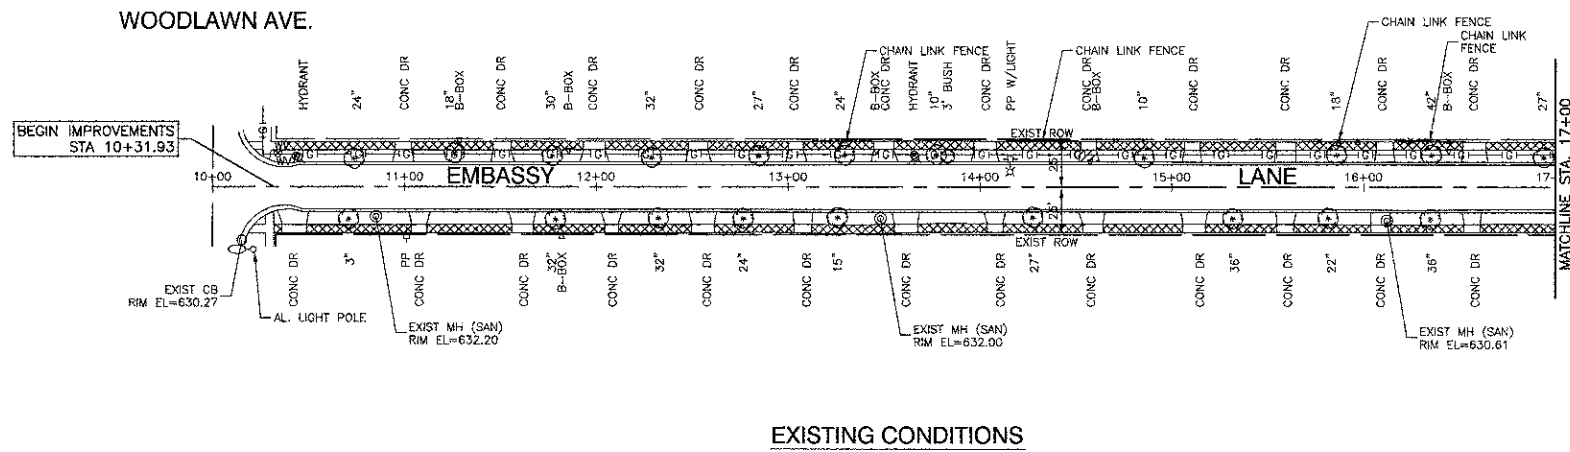 WOODLAWN AVE.
CHAIN LINK FENCE
CHAIN LINK
FENCE
CHAIN LINK FENCE
CHAIN LINK FENCE
HYDRANT
24"
CONC DR
18"
B-BOX
CONC DR
30"
B-BOX
CONC DR
32"
CONC DR
27"
CONC DR
24"
B-BOX
CONC DR
HYDRANT
10"
3' BUSH
CONC DR
PP W/LIGHT
CONC DR
B-BOX
10"
CONC DR
CONC DR
18"
CONC DR
42"
B-BOX
CONC DR
27"
BEGIN IMPROVEMENTS
STA 10+31.93
EXIST ROW
G G G G G G G G G G G G G G G G G G G G G G G
25'
10+00 11+00 EMBASSY 12+00 13+00 14+00 15+00 LANE 16+00 17+
MATCHLINE STA. 17+00
25'
EXIST ROW
CONC DR
3"
PP
CONC DR
CONC DR
32"
B-BOX
CONC DR
32"
CONC DR
24"
CONC DR
15"
CONC DR
CONC DR
27"
CONC DR
CONC DR
36"
CONC DR
22"
CONC DR
36"
CONC DR
EXIST CB
RIM EL=630.27
AL. LIGHT POLE
EXIST MH (SAN)
RIM EL=632.20
EXIST MH (SAN)
RIM EL=632.00
EXIST MH (SAN)
RIM EL=630.61
EXISTING CONDITIONS